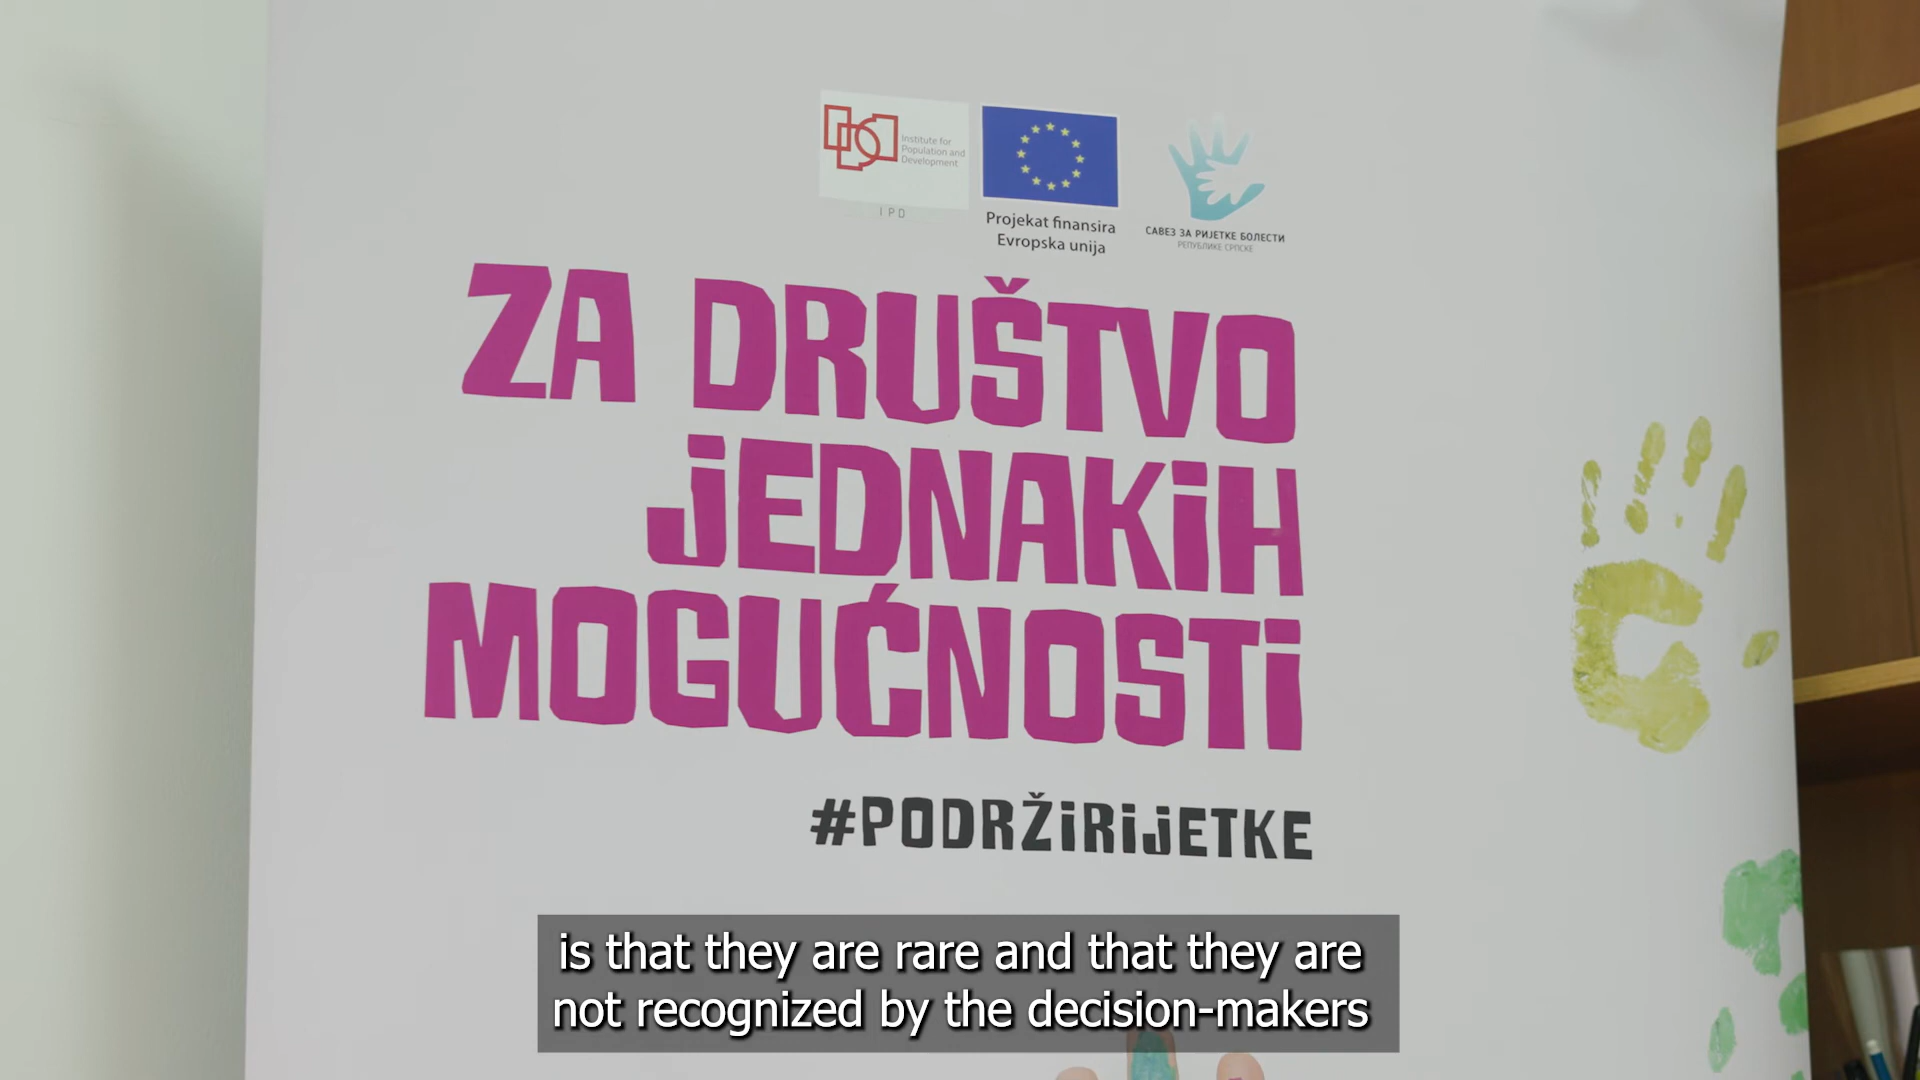 Institute for
Population and
Development
IPD
Projekat finansira
Evropska unija
САВЕЗ ЗА РИЈЕТКЕ БОЛЕСТИ
РЕПУБЛИКЕ СРПСКЕ
ZA DRUŠTVO
JEDNAKIH
MOGUĆNOSTI
#PODRŽIRIJETKE
is that they are rare and that they are
not recognized by the decision-makers